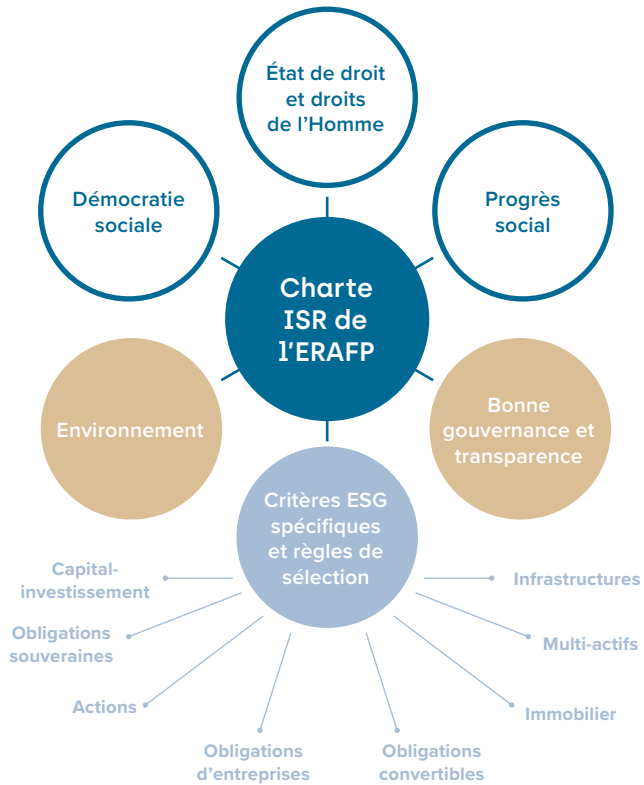 État de droit
et droits
de l’Homme
Démocratie
sociale
Progrès
social
Charte
ISR de
l’ERAFP
Environnement
Bonne
gouvernance et
transparence
Critères ESG
spécifiques
et règles de
sélection
Capital-
investissement
Obligations
souveraines
Actions
Obligations
d’entreprises
Obligations
convertibles
Immobilier
Multi-actifs
Infrastructures